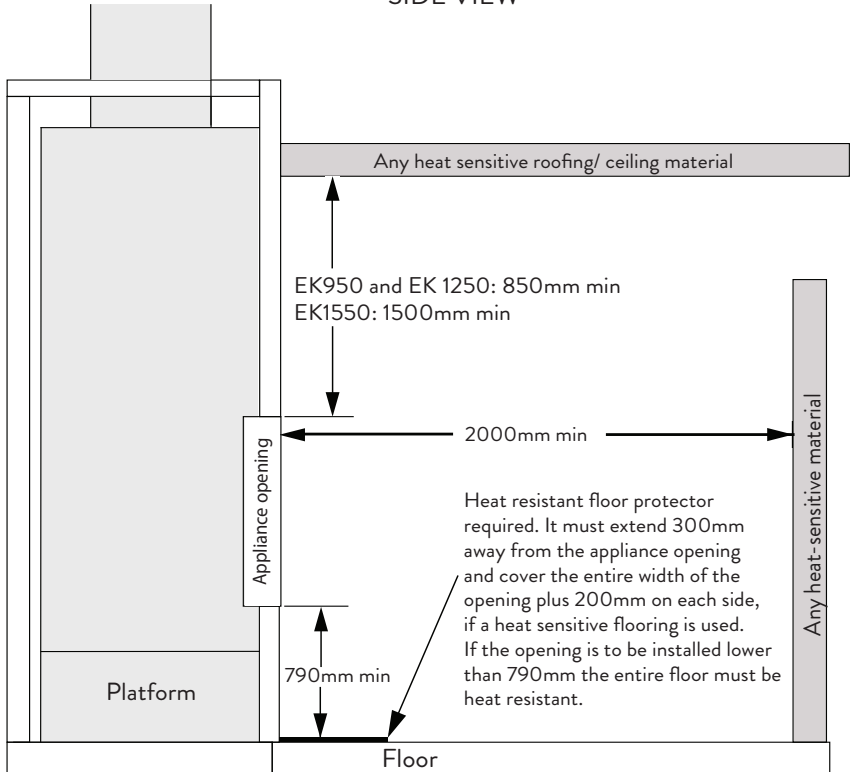 SIDE VIEW
Any heat sensitive roofing/ ceiling material
EK950 and EK 1250: 850mm min
EK1550: 1500mm min
2000mm min
Appliance opening
Any heat-sensitive material
Heat resistant floor protector
required. It must extend 300mm
away from the appliance opening
and cover the entire width of the
opening plus 200mm on each side,
if a heat sensitive flooring is used.
If the opening is to be installed lower
than 790mm the entire floor must be
heat resistant.
790mm min
Platform
Floor